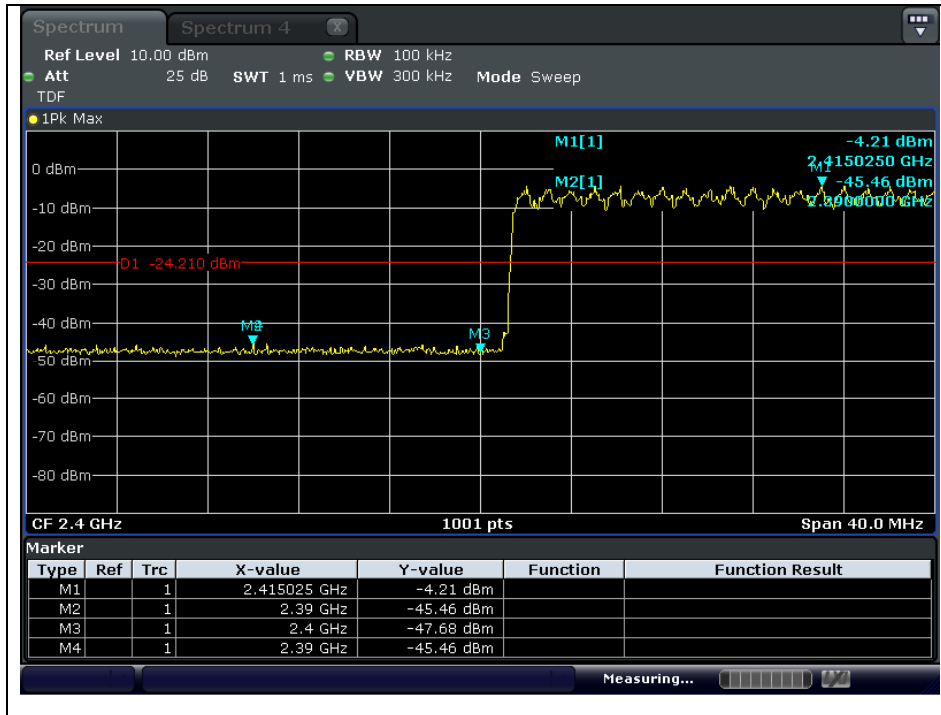 Spectrum Spectrum 4 X
Ref Level 10.00 dBm RBW 100 kHz
Att 25 dB SWT 1 ms VBW 300 kHz Mode Sweep
TDF
1Pk Max
M1[1] -4.21 dBm
2.4150250 GHz
M1
M2[1] -45.46 dBm
2.3900000 GHz
0 dBm
-10 dBm
-20 dBm
D1 -24.210 dBm
-30 dBm
-40 dBm
M3
-50 dBm
-60 dBm
-70 dBm
-80 dBm
CF 2.4 GHz 1001 pts Span 40.0 MHz
Marker
Type Ref Trc X-value Y-value Function Function Result
M1 1 2.415025 GHz -4.21 dBm
M2 1 2.39 GHz -45.46 dBm
M3 1 2.4 GHz -47.68 dBm
M4 1 2.39 GHz -45.46 dBm
Measuring...